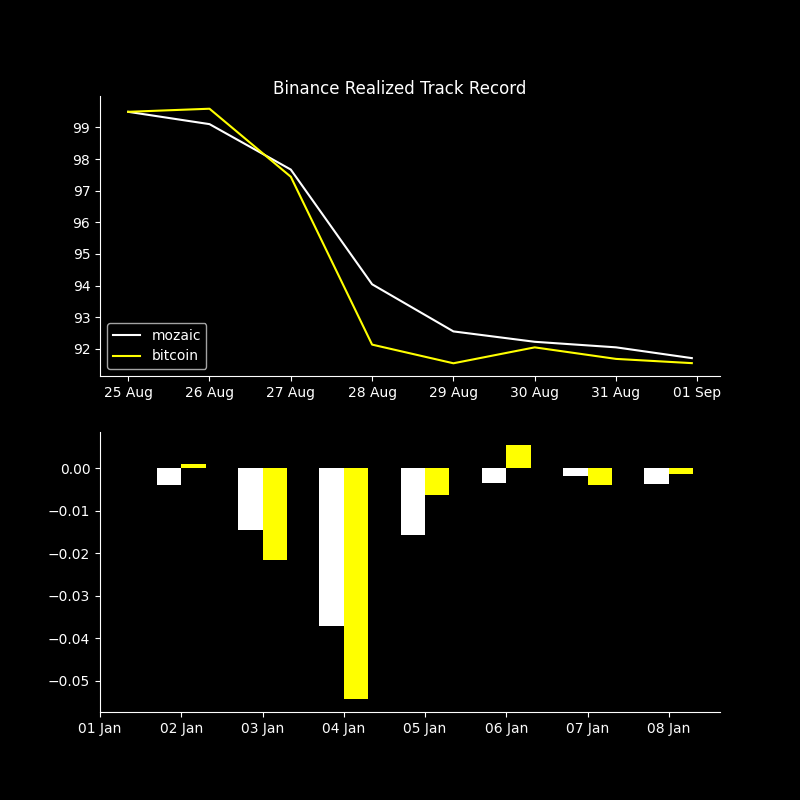 Binance Realized Track Record
99
98
97
96
95
94
93
92
mozaic
bitcoin
25 Aug 26 Aug 27 Aug 28 Aug 29 Aug 30 Aug 31 Aug 01 Sep
0.00
−0.01
−0.02
−0.03
−0.04
−0.05
01 Jan 02 Jan 03 Jan 04 Jan 05 Jan 06 Jan 07 Jan 08 Jan